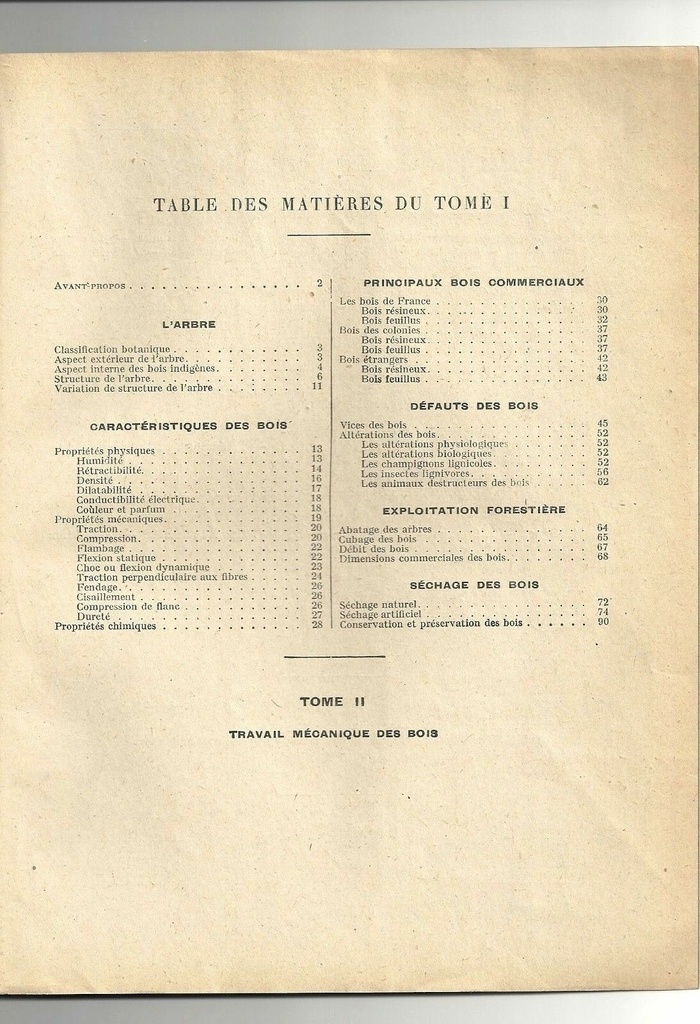 TABLE DES MATIÈRES DU TOME I
AVANT-PROPOS . . . . . . . . . . . . . . . 2
L'ARBRE
Classification botanique . . . . . . . . . . . 3
Aspect extérieur de l'arbre. . . . . . . . . . 3
Aspect interne des bois indigènes. . . . . . . 4
Structure de l'arbre. . . . . . . . . . . . . 6
Variation de structure de l'arbre . . . . . . . 11
CARACTÉRISTIQUES DES BOIS
Propriétés physiques . . . . . . . . . . . . 13
Humidité . . . . . . . . . . . . . 13
Rétractibilité. . . . . . . . . . . . 14
Densité . . . . . . . . . . . . . 16
Dilatabilité . . . . . . . . . . . . 17
Conductibilité électrique. . . . . . . . 18
Couleur et parfum . . . . . . . . . . 18
Propriétés mécaniques. . . . . . . . . . . . 19
Traction. . . . . . . . . . . . . . 20
Compression. . . . . . . . . . . . 20
Flambage . . . . . . . . . . . . . 22
Flexion statique . . . . . . . . . . . 22
Choc ou flexion dynamique . . . . . . . 23
Traction perpendiculaire aux fibres . . . . 24
Fendage. . . . . . . . . . . . . . 26
Cisaillement . . . . . . . . . . . . 26
Compression de flanc . . . . . . . . . 26
Dureté . . . . . . . . . . . . . . 27
Propriétés chimiques . . . . . . . . . . . . 28
PRINCIPAUX BOIS COMMERCIAUX
Les bois de France . . . . . . . . . . . . 30
Bois résineux. . . . . . . . . . . . 30
Bois feuillus . . . . . . . . . . . . 32
Bois des colonies . . . . . . . . . . . . . 37
Bois résineux. . . . . . . . . . . . 37
Bois feuillus . . . . . . . . . . . . 37
Bois étrangers . . . . . . . . . . . . . . 42
Bois résineux. . . . . . . . . . . . 42
Bois feuillus . . . . . . . . . . . . 43
DÉFAUTS DES BOIS
Vices des bois . . . . . . . . . . . . . . 45
Altérations des bois. . . . . . . . . . . . 52
Les altérations physiologiques . . . . . . 52
Les altérations biologiques. . . . . . . 52
Les champignons lignicoles. . . . . . . 52
Les insectes lignivores. . . . . . . . . 56
Les animaux destructeurs des bois . . . . 62
EXPLOITATION FORESTIÈRE
Abatage des arbres . . . . . . . . . . . . 64
Cubage des bois . . . . . . . . . . . . . 65
Débit des bois . . . . . . . . . . . . . . 67
Dimensions commerciales des bois. . . . . . . 68
SÉCHAGE DES BOIS
Séchage naturel. . . . . . . . . . . . . . 72
Séchage artificiel . . . . . . . . . . . . . 74
Conservation et préservation des bois . . . . . . 90
TOME II
TRAVAIL MÉCANIQUE DES BOIS